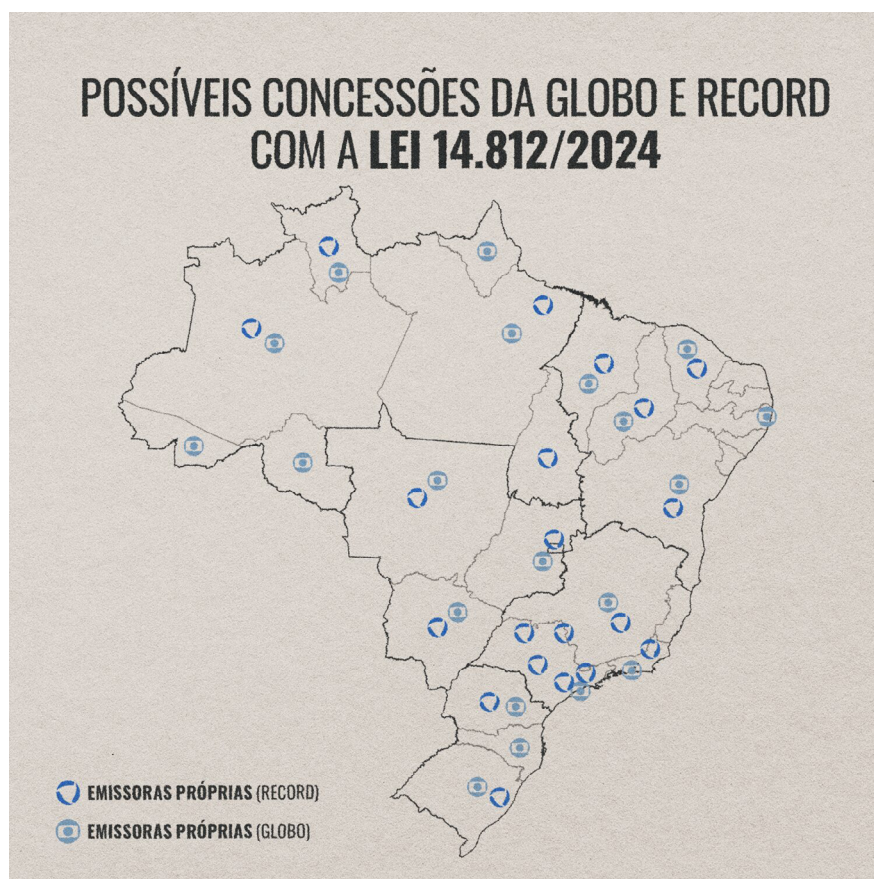 POSSÍVEIS CONCESSÕES DA GLOBO E RECORD
COM A LEI 14.812/2024
EMISSORAS PRÓPRIAS (RECORD)
EMISSORAS PRÓPRIAS (GLOBO)